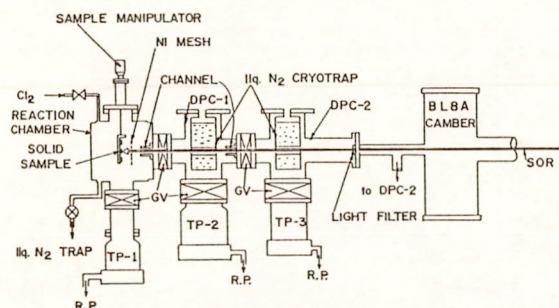 SAMPLE MANIPULATOR
NI MESH
CHANNEL
DPC-1
liq. N2 CRYOTRAP
DPC-2
BL8A
CAMBER
Cl2
REACTION
CHAMBER
SOLID
SAMPLE
GV
GV
SOR
to DPC-2
LIGHT FILTER
liq. N2 TRAP
TP-1
TP-2
TP-3
R.P.
R.P.
R.P.